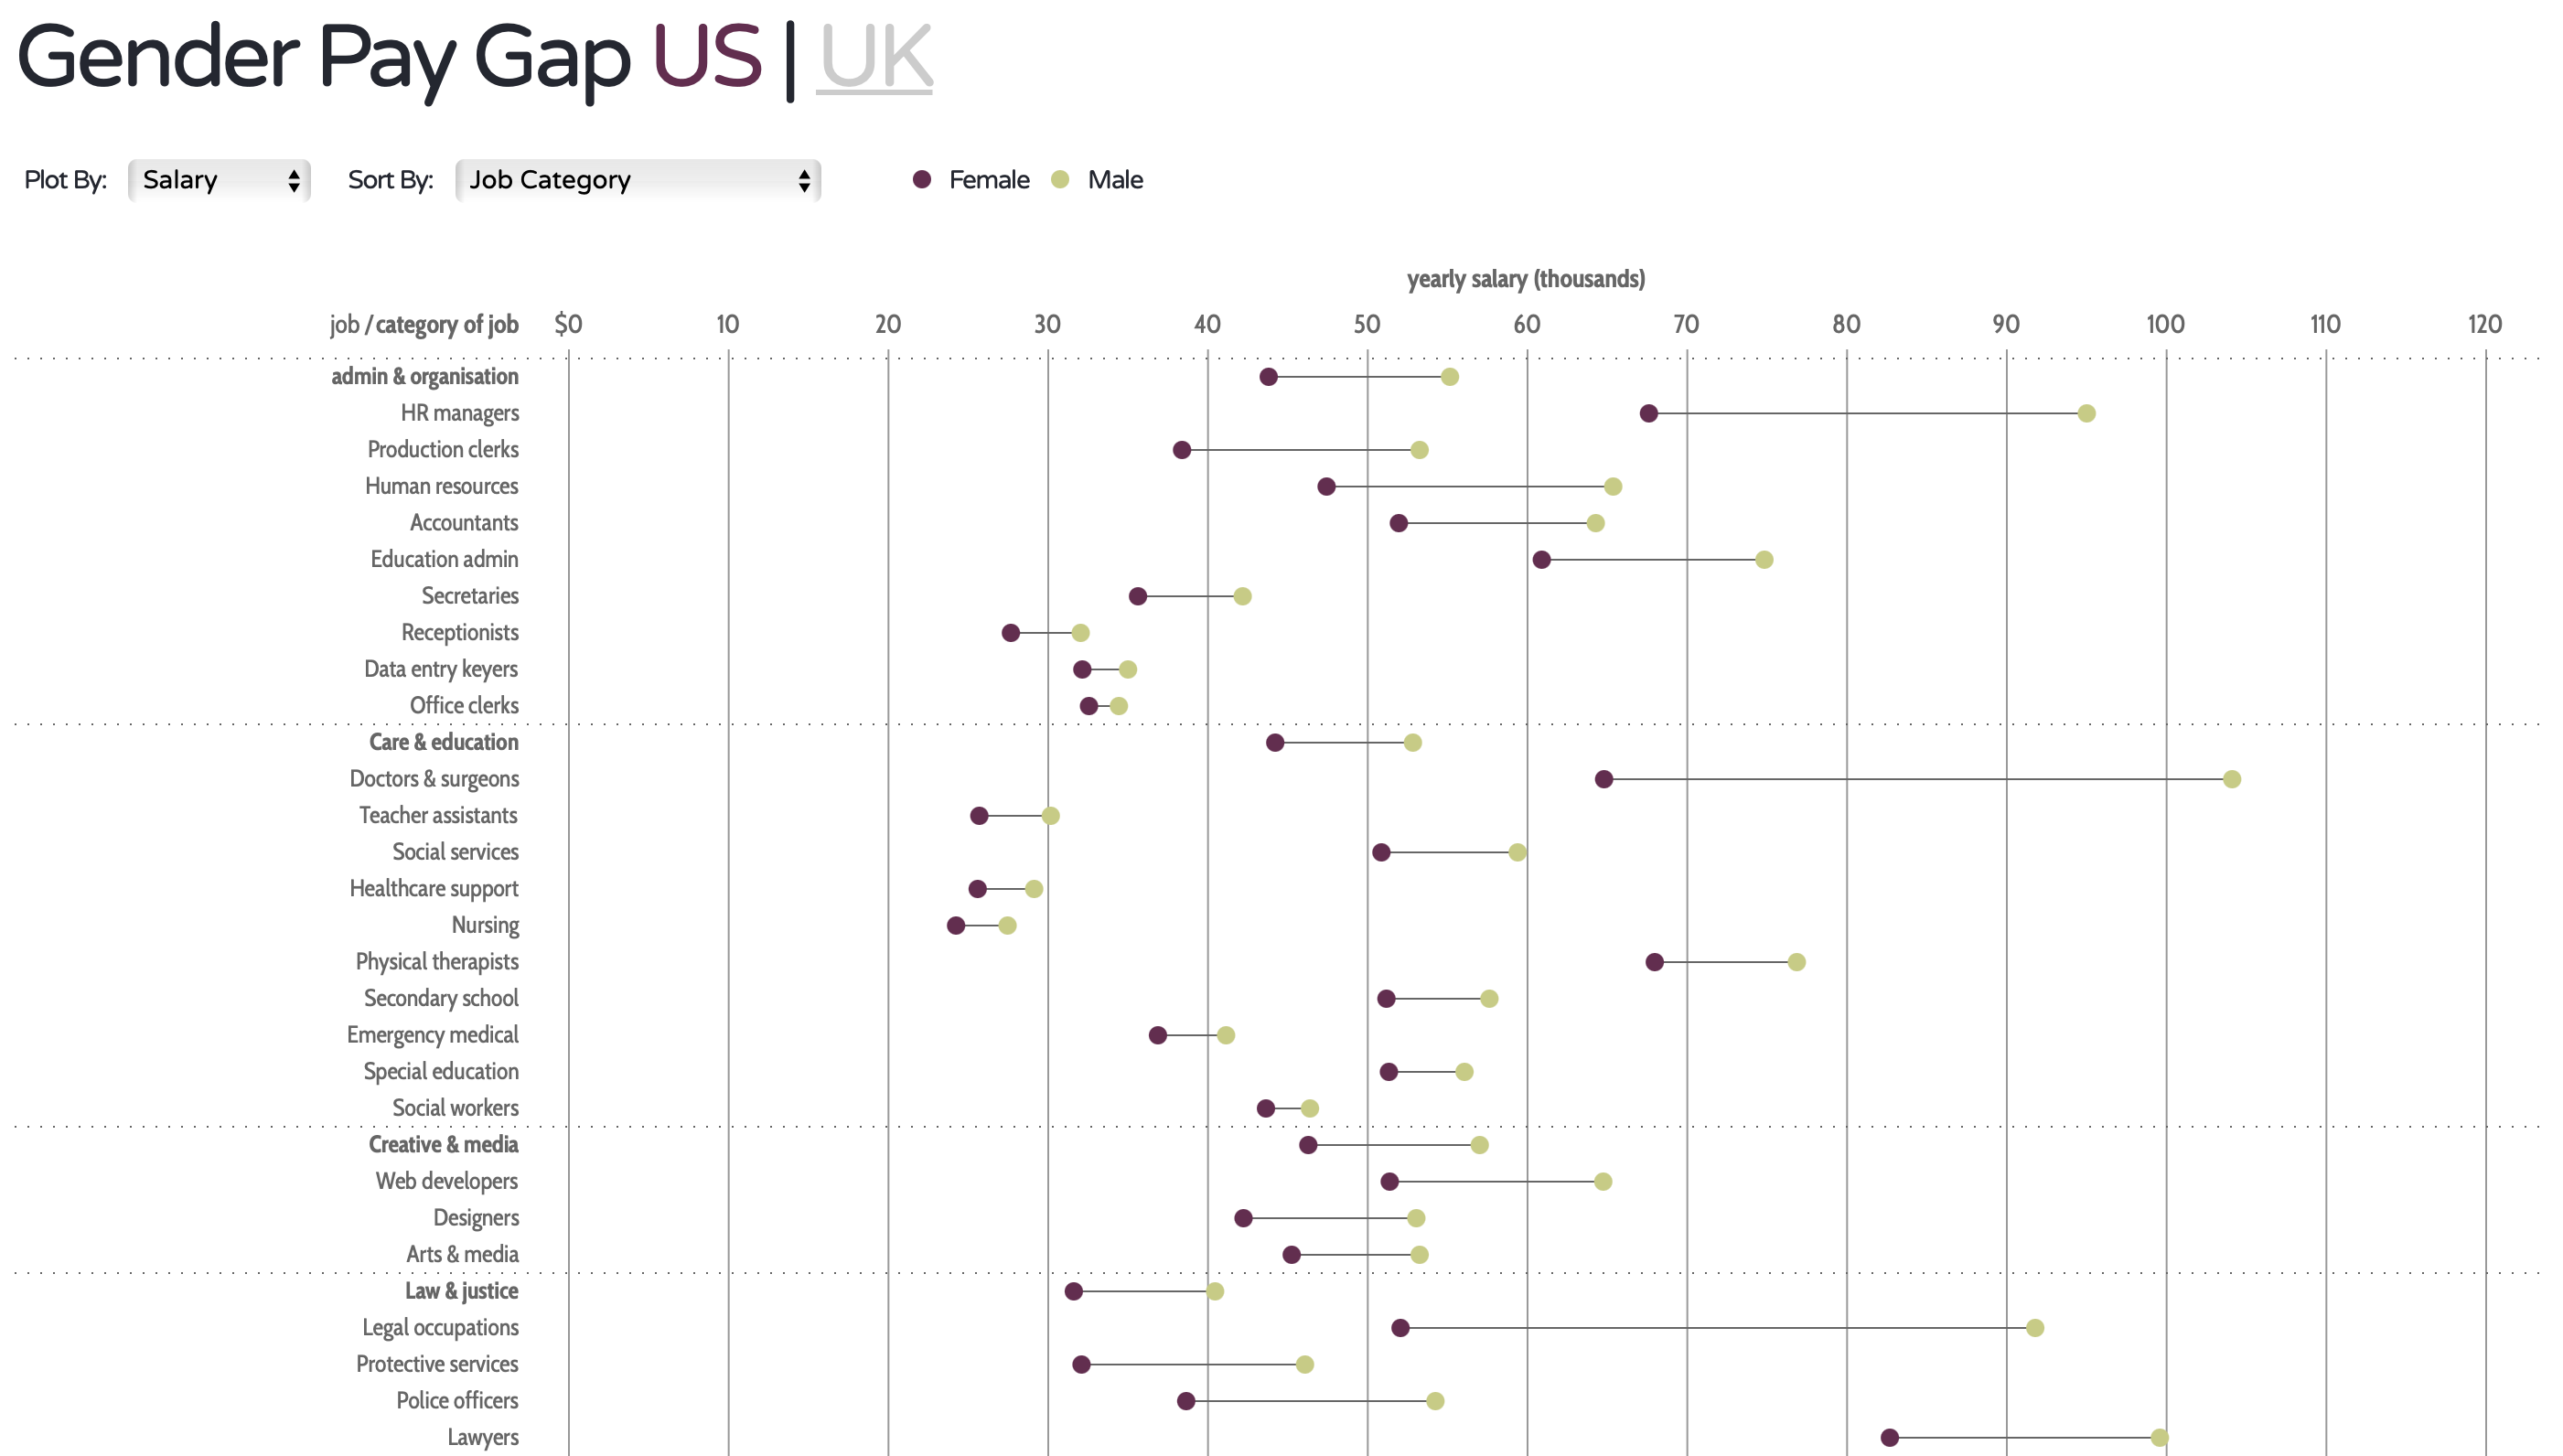 Gender Pay Gap US | UK
Plot By: Salary Sort By: Job Category Female Male
yearly salary (thousands)
job / category of job $0 10 20 30 40 50 60 70 80 90 100 110 120
admin & organisation
HR managers
Production clerks
Human resources
Accountants
Education admin
Secretaries
Receptionists
Data entry keyers
Office clerks
Care & education
Doctors & surgeons
Teacher assistants
Social services
Healthcare support
Nursing
Physical therapists
Secondary school
Emergency medical
Special education
Social workers
Creative & media
Web developers
Designers
Arts & media
Law & justice
Legal occupations
Protective services
Police officers
Lawyers